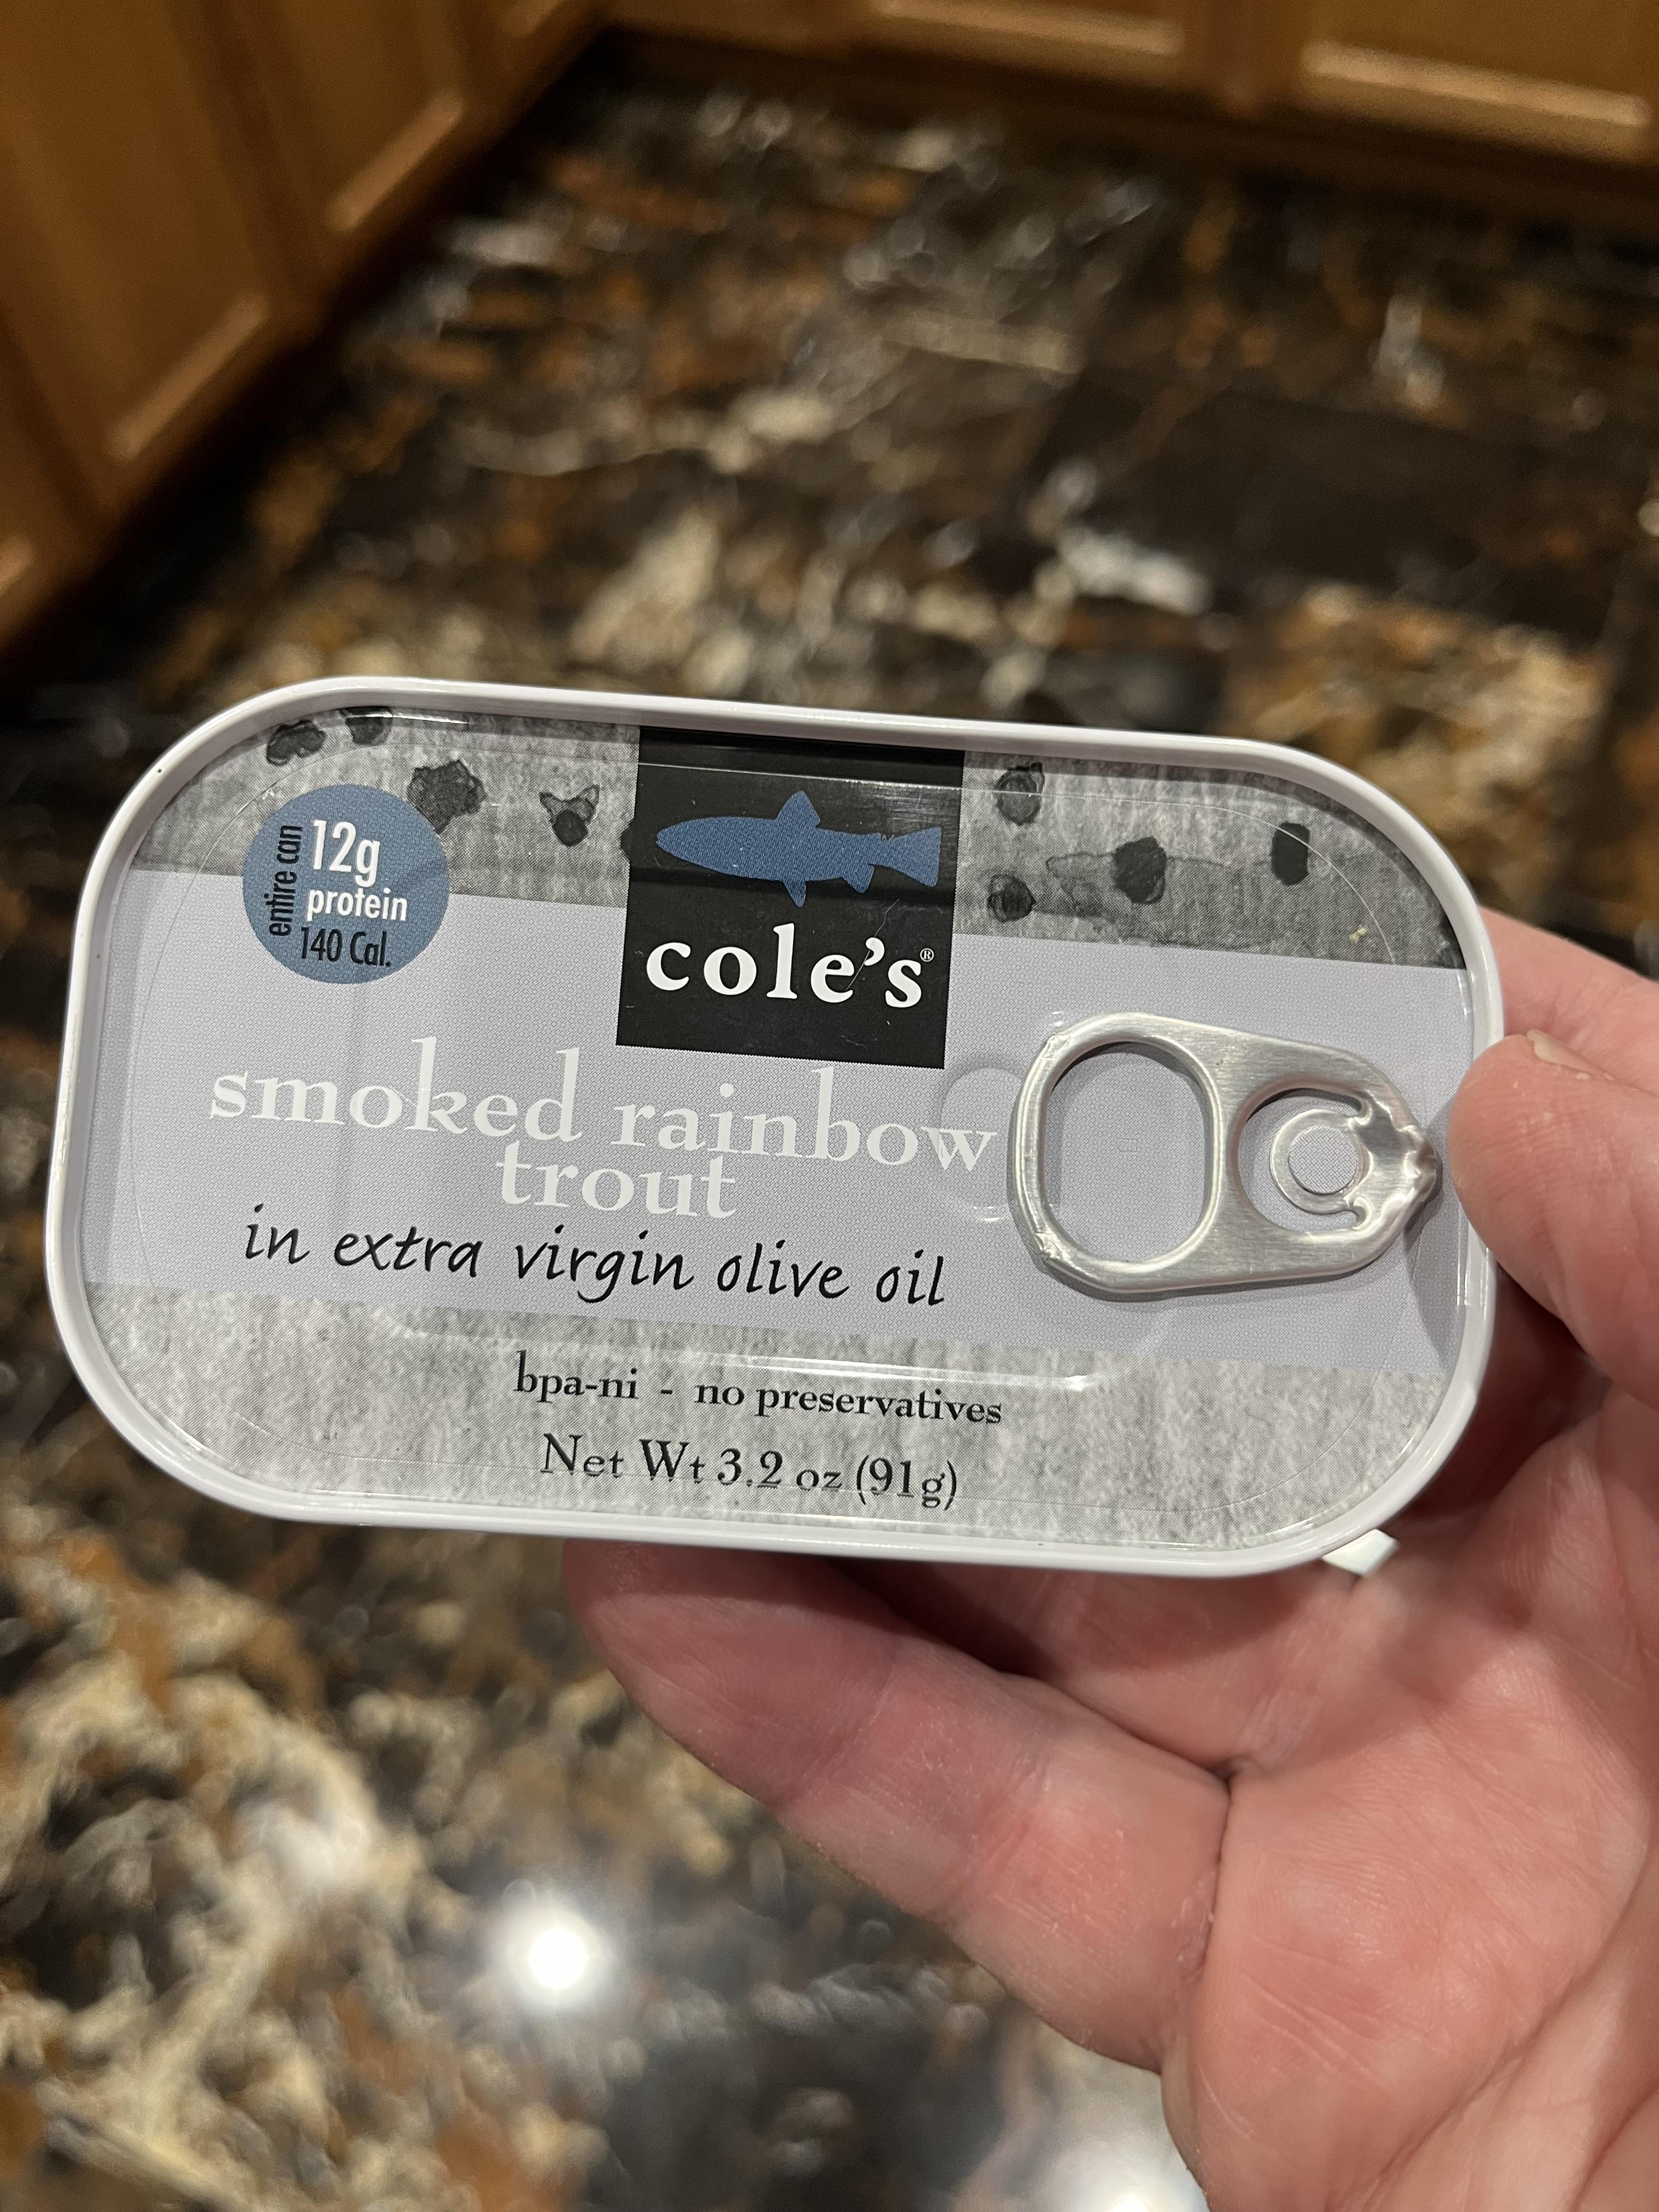 entire can
12g
protein
140 Cal.
cole's®
smoked rainbow
trout
in extra virgin olive oil
bpa-ni - no preservatives
Net Wt 3.2 oz (91g)